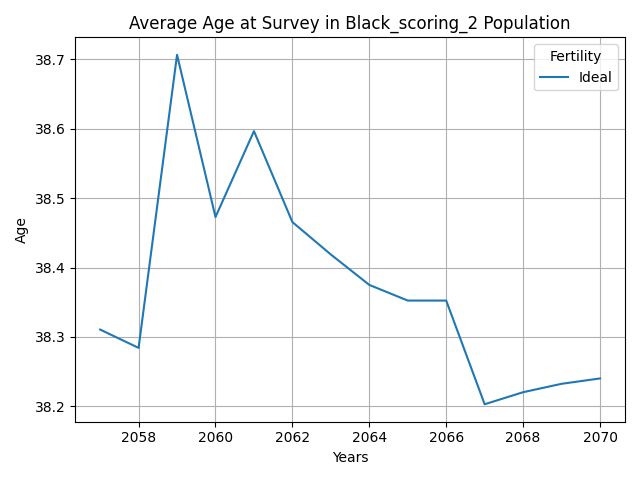 Average Age at Survey in Black_scoring_2 Population
Fertility
Ideal
38.7
38.6
38.5
38.4
38.3
38.2
Age
2058 2060 2062 2064 2066 2068 2070
Years